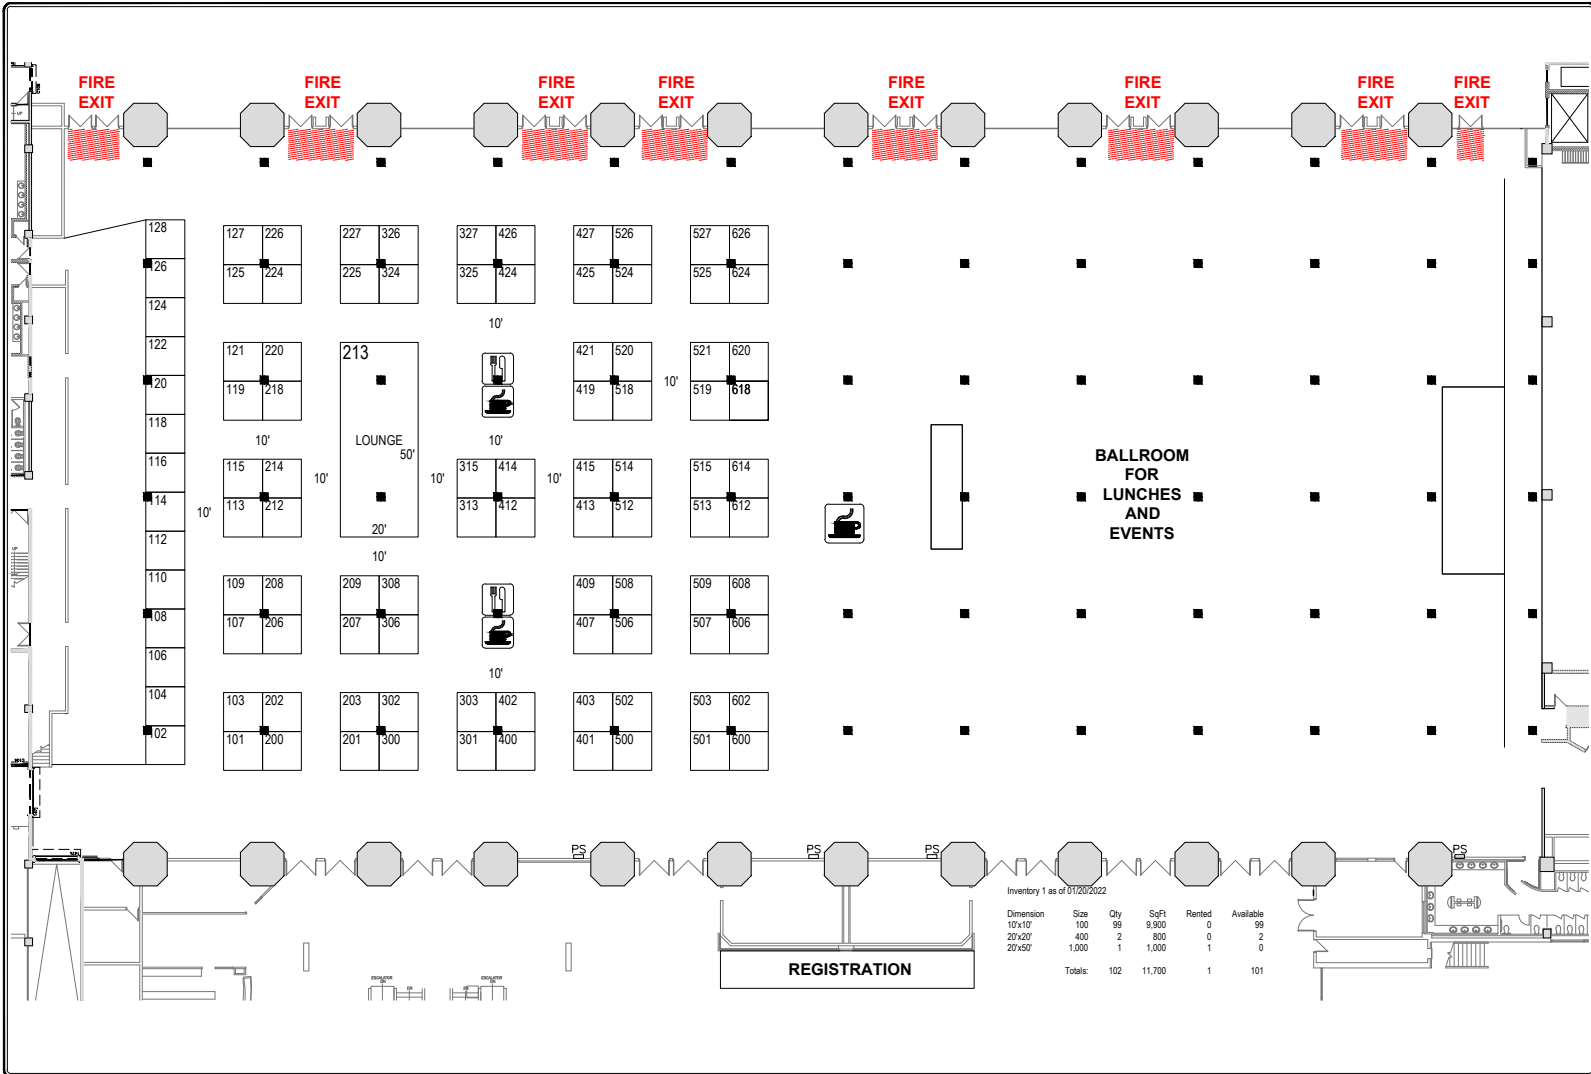 FIRE FIRE FIRE FIRE FIRE FIRE FIRE FIRE
EXIT EXIT EXIT EXIT EXIT EXIT EXIT EXIT
UP
128
127 226 227 326 327 426 427 526 527 626
126
125 224 225 324 325 424 425 524 525 624
124
10'
122
121 220 213 421 520 521 620
120
119 218 419 518 10' 519 618
118
10' LOUNGE 10'
50'
116
115 214 315 414 415 514 515 614
10' 10' 10'
114
113 212 313 412 413 512 513 612
10'
20'
112
10'
BALLROOM
FOR
LUNCHES
AND
EVENTS
UP
110
109 208 209 308 409 508 509 608
108
107 206 207 306 407 506 507 606
106
10'
104
103 202 203 302 303 402 403 502 503 602
102
101 200 201 300 301 400 401 500 501 600
PS PS PS PS
Inventory 1 as of 01/20/2022
Dimension Size Qty SqFt Rented Available
10'x10' 100 99 9,900 0 99
20'x20' 400 2 800 0 2
20'x50' 1,000 1 1,000 1 0
Totals: 102 11,700 1 101
REGISTRATION
ESCALATOR
DN
DN
ESCALATOR
DN
UP